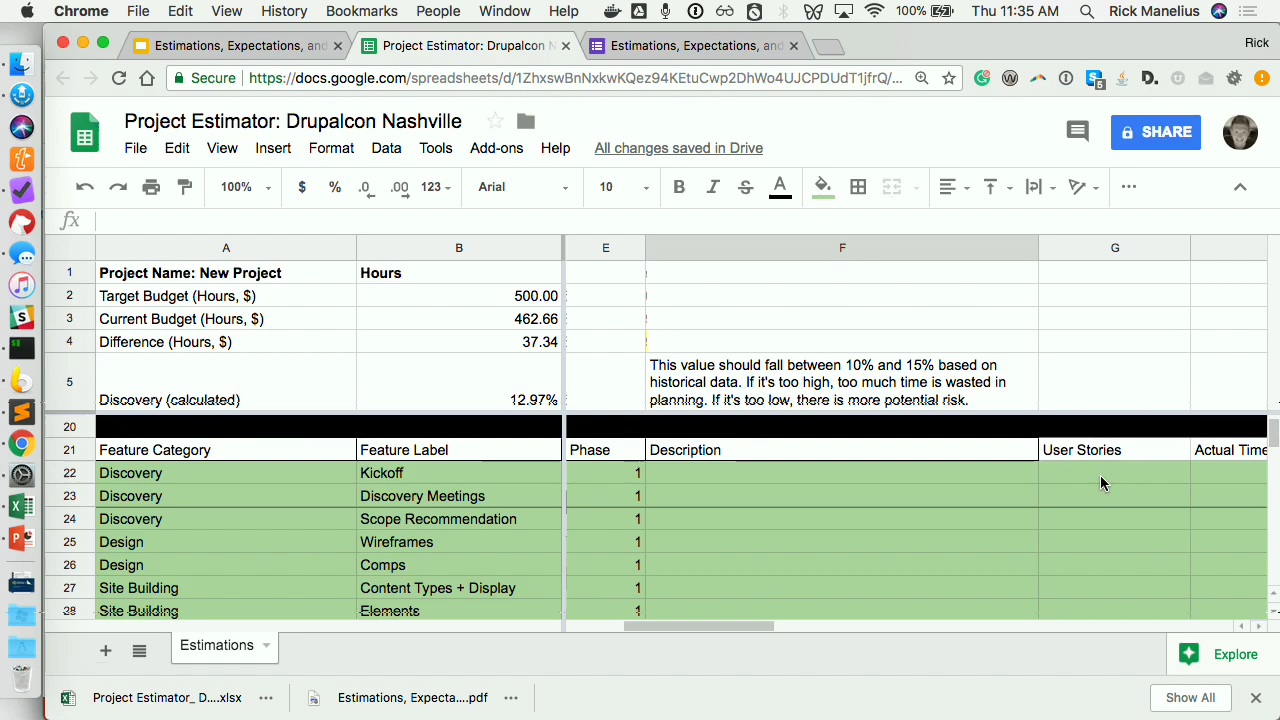 Chrome File Edit View History Bookmarks People Window Help 100% Thu 11:35 AM Rick Manelius
Estimations, Expectations, and Project Estimator: Drupalcon N Estimations, Expectations, and Rick
Secure https://docs.google.com/spreadsheets/d/1ZhxswBnNxkwKQez94KEtuCwp2DhWo4UJCPDUdT1jfrQ/...
Project Estimator: Drupalcon Nashville
SHARE
File Edit View Insert Format Data Tools Add-ons Help All changes saved in Drive
100% $ % .0 .00 123 Arial 10 B I S A
fx
A B E F G
1 Project Name: New Project Hours
2 Target Budget (Hours, $) 500.00
3 Current Budget (Hours, $) 462.66
4 Difference (Hours, $) 37.34
5 Discovery (calculated) 12.97%
This value should fall between 10% and 15% based on
historical data. If it's too high, too much time is wasted in
planning. If it's too low, there is more potential risk.
20
21 Feature Category Feature Label Phase Description User Stories Actual Time
22 Discovery Kickoff 1
23 Discovery Discovery Meetings 1
24 Discovery Scope Recommendation 1
25 Design Wireframes 1
26 Design Comps 1
27 Site Building Content Types + Display 1
28 Site Building Elements 1
Estimations
Explore
Project Estimator_ D....xlsx Estimations, Expecta....pdf Show All